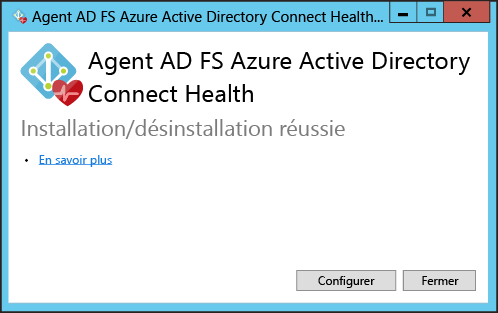 Agent AD FS Azure Active Directory Connect Health...
Agent AD FS Azure Active Directory
Connect Health
Installation/désinstallation réussie
• En savoir plus
Configurer Fermer